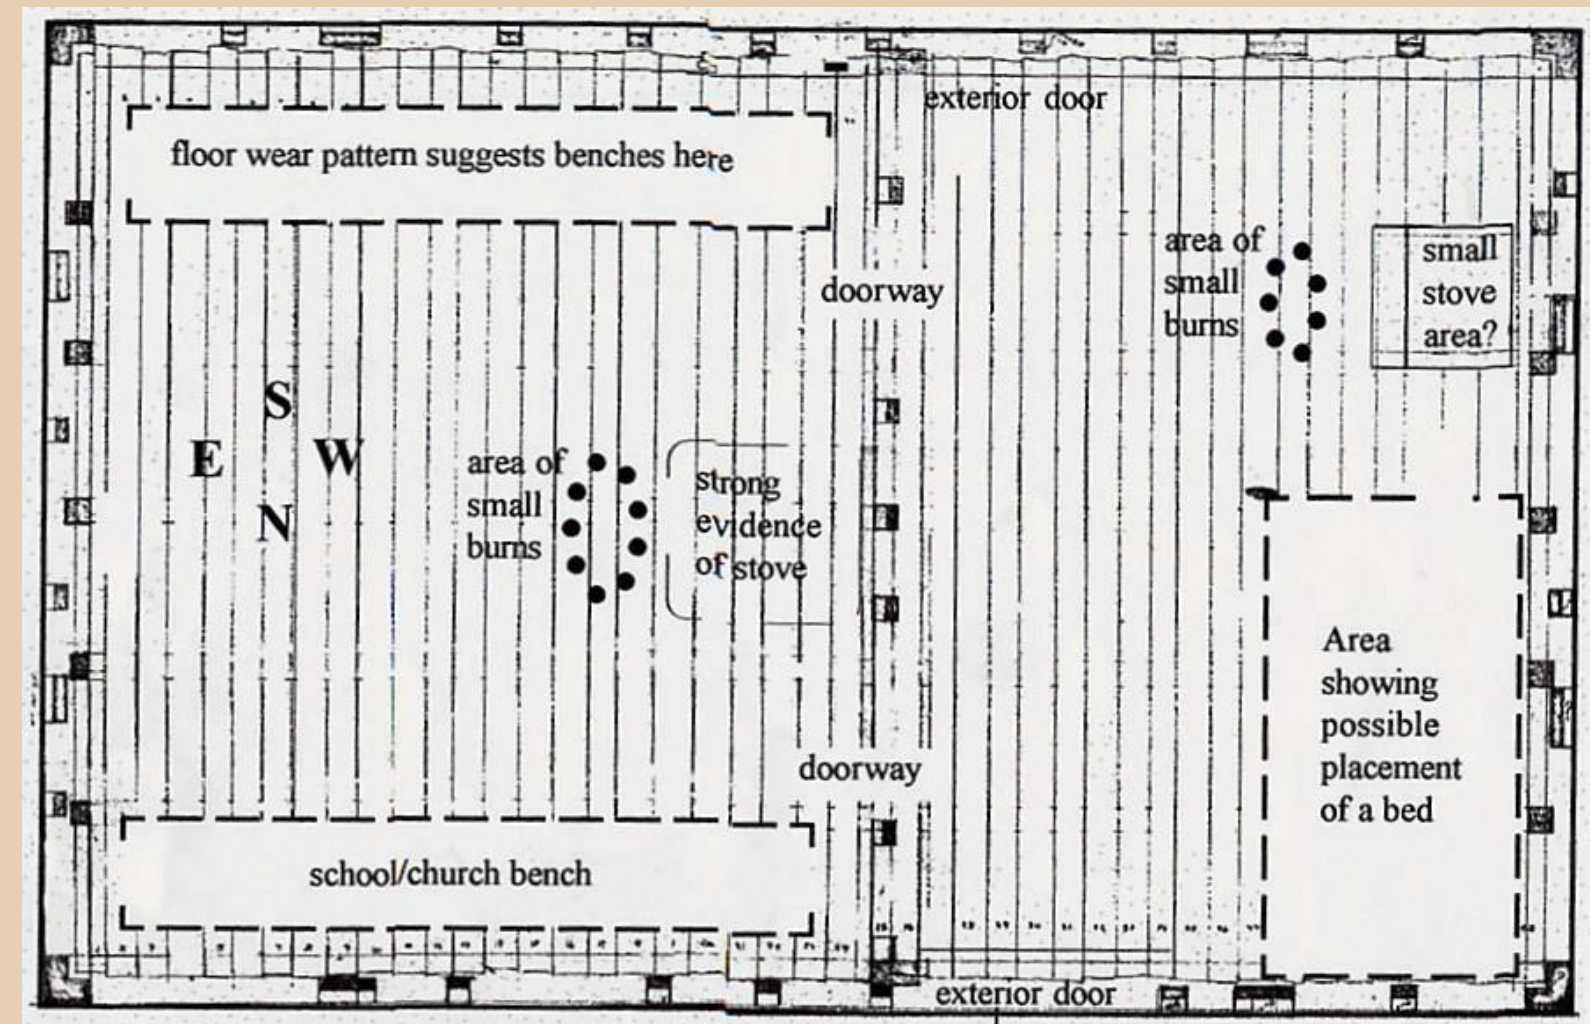 exterior door
floor wear pattern suggests benches here
area of
small
burns
small
stove
area?
doorway
S
E W
N
area of
small
burns
strong
evidence
of stove
Area
showing
possible
placement
of a bed
doorway
school/church bench
exterior door